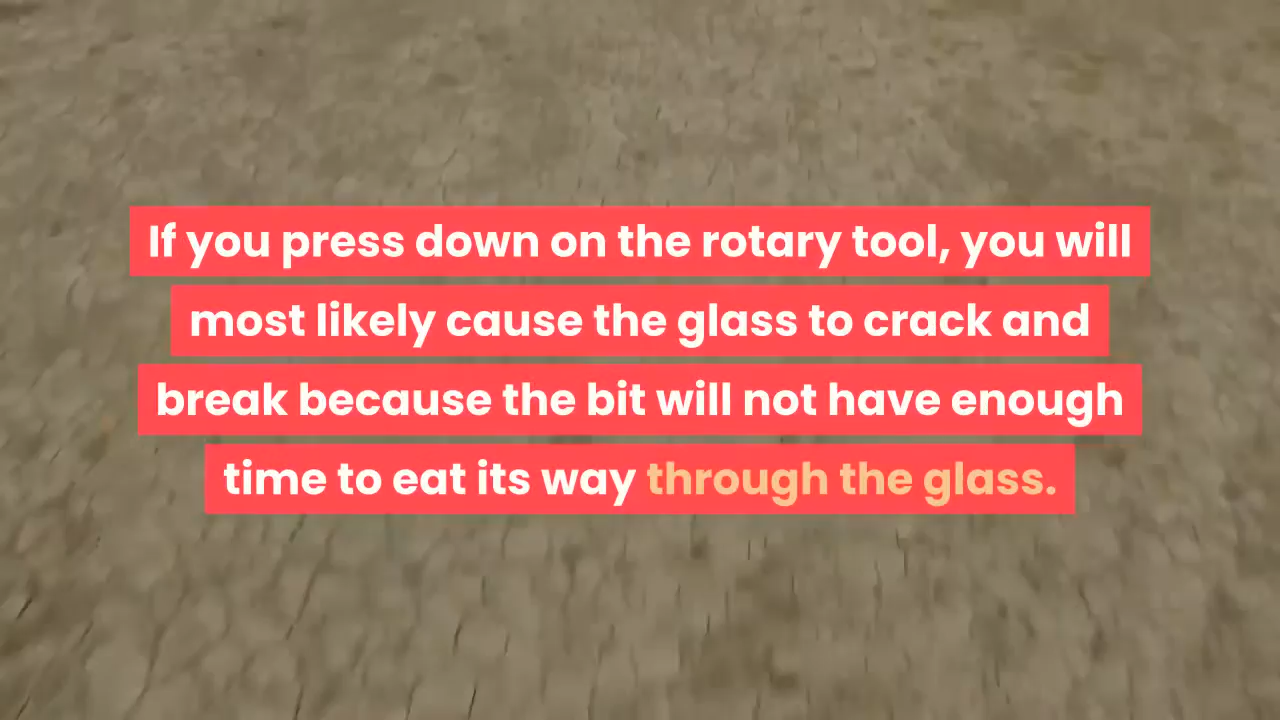 If you press down on the rotary tool, you will
most likely cause the glass to crack and
break because the bit will not have enough
time to eat its way through the glass.